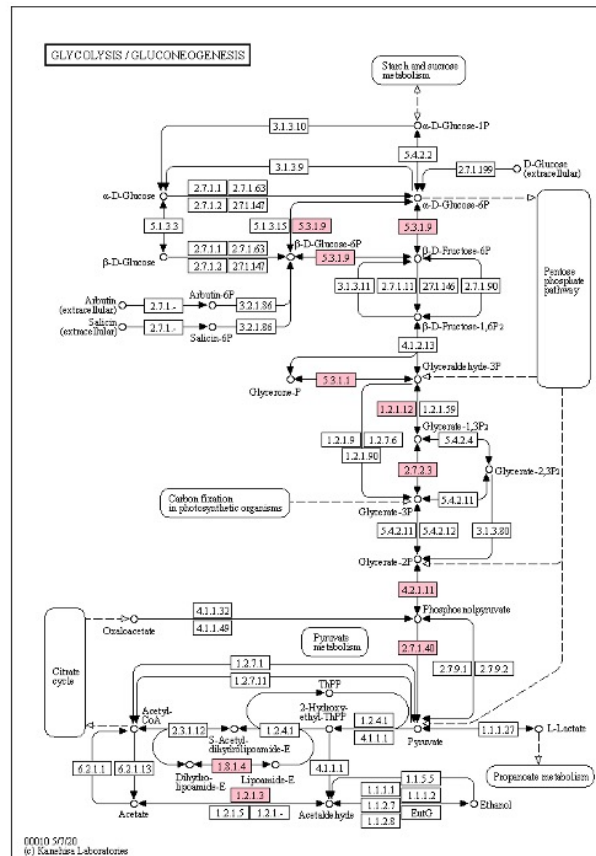 GLYCOLYSIS / GLUCONEOGENESIS
Starch and sucrose
metabolism
3.1.3.10
α-D-Glucose-1P
5.4.2.2
3.1.3.9
2.7.1.199
D-Glucose
(extracellular)
α-D-Glucose
2.7.1.1
2.7.1.63
2.7.1.2
2.7.1.147
α-D-Glucose-6P
5.1.3.3
5.1.3.15
5.3.1.9
5.3.1.9
β-D-Glucose-6P
β-D-Fructose-6P
β-D-Glucose
2.7.1.1
2.7.1.63
2.7.1.2
2.7.1.147
5.3.1.9
Pentose
phosphate
pathway
3.1.3.11
2.7.1.11
2.7.1.146
2.7.1.90
Arbutin
(extracellular)
2.7.1.-
Arbutin-6P
3.2.1.86
Salicin
(extracellular)
2.7.1.-
Salicin-6P
3.2.1.86
β-D-Fructose-1,6P2
4.1.2.13
Glyceraldehyde-3P
5.3.1.1
Glycerone-P
1.2.1.12
1.2.1.59
Glycerate-1,3P2
1.2.1.9
1.2.7.6
1.2.1.90
5.4.2.4
2.7.2.3
Glycerate-2,3P2
Carbon fixation
in photosynthetic organisms
Glycerate-3P
5.4.2.11
5.4.2.11
5.4.2.12
3.1.3.80
Glycerate-2P
4.2.1.11
Citrate
cycle
Oxaloacetate
4.1.1.32
4.1.1.49
Phosphoenolpyruvate
Pyruvate
metabolism
2.7.1.40
1.2.7.1
1.2.7.11
2.7.9.1
2.7.9.2
ThPP
Acetyl-
CoA
2.3.1.12
S-Acetyl-
dihydrolipoamide-E
1.2.4.1
2-Hydroxy-
ethyl-ThPP
1.2.4.1
4.1.1.1
Pyruvate
1.1.1.27
L-Lactate
6.2.1.1
6.2.1.13
Dihydro-
lipoamide-E
1.8.1.4
Lipoamide-E
4.1.1.1
Propanoate metabolism
Acetate
1.2.1.3
1.2.1.5
1.2.1.-
Acetaldehyde
1.1.5.5
1.1.1.1
1.1.1.2
1.1.2.7
EutG
1.1.2.8
Ethanol
00010 5/7/20
(c) Kanehisa Laboratories